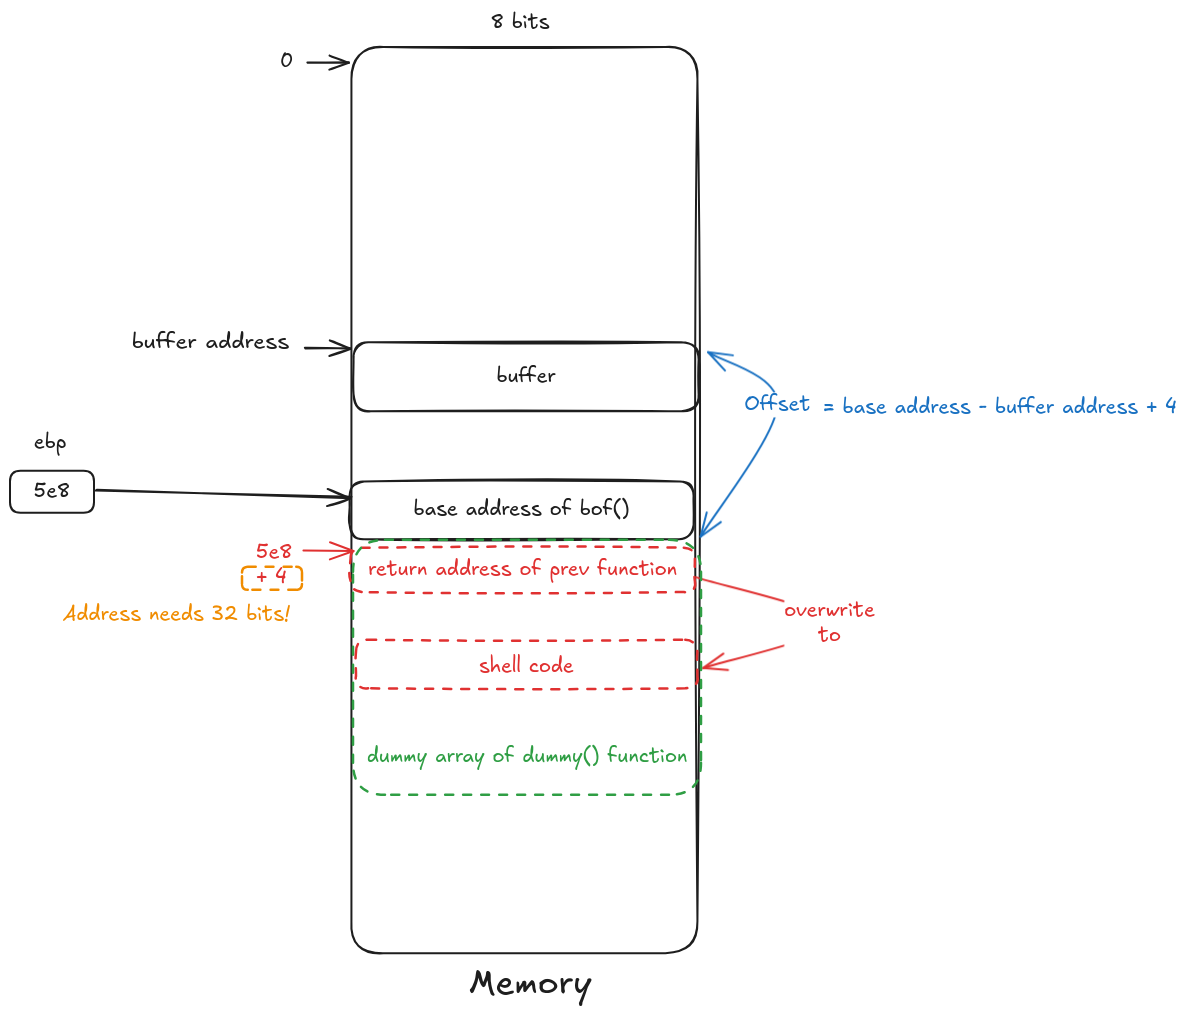 8 bits
0
buffer address
buffer
Offset = base address - buffer address + 4
ebp
5e8
base address of bof()
5e8
+ 4
return address of prev function
Address needs 32 bits!
overwrite
to
shell code
dummy array of dummy() function
Memory